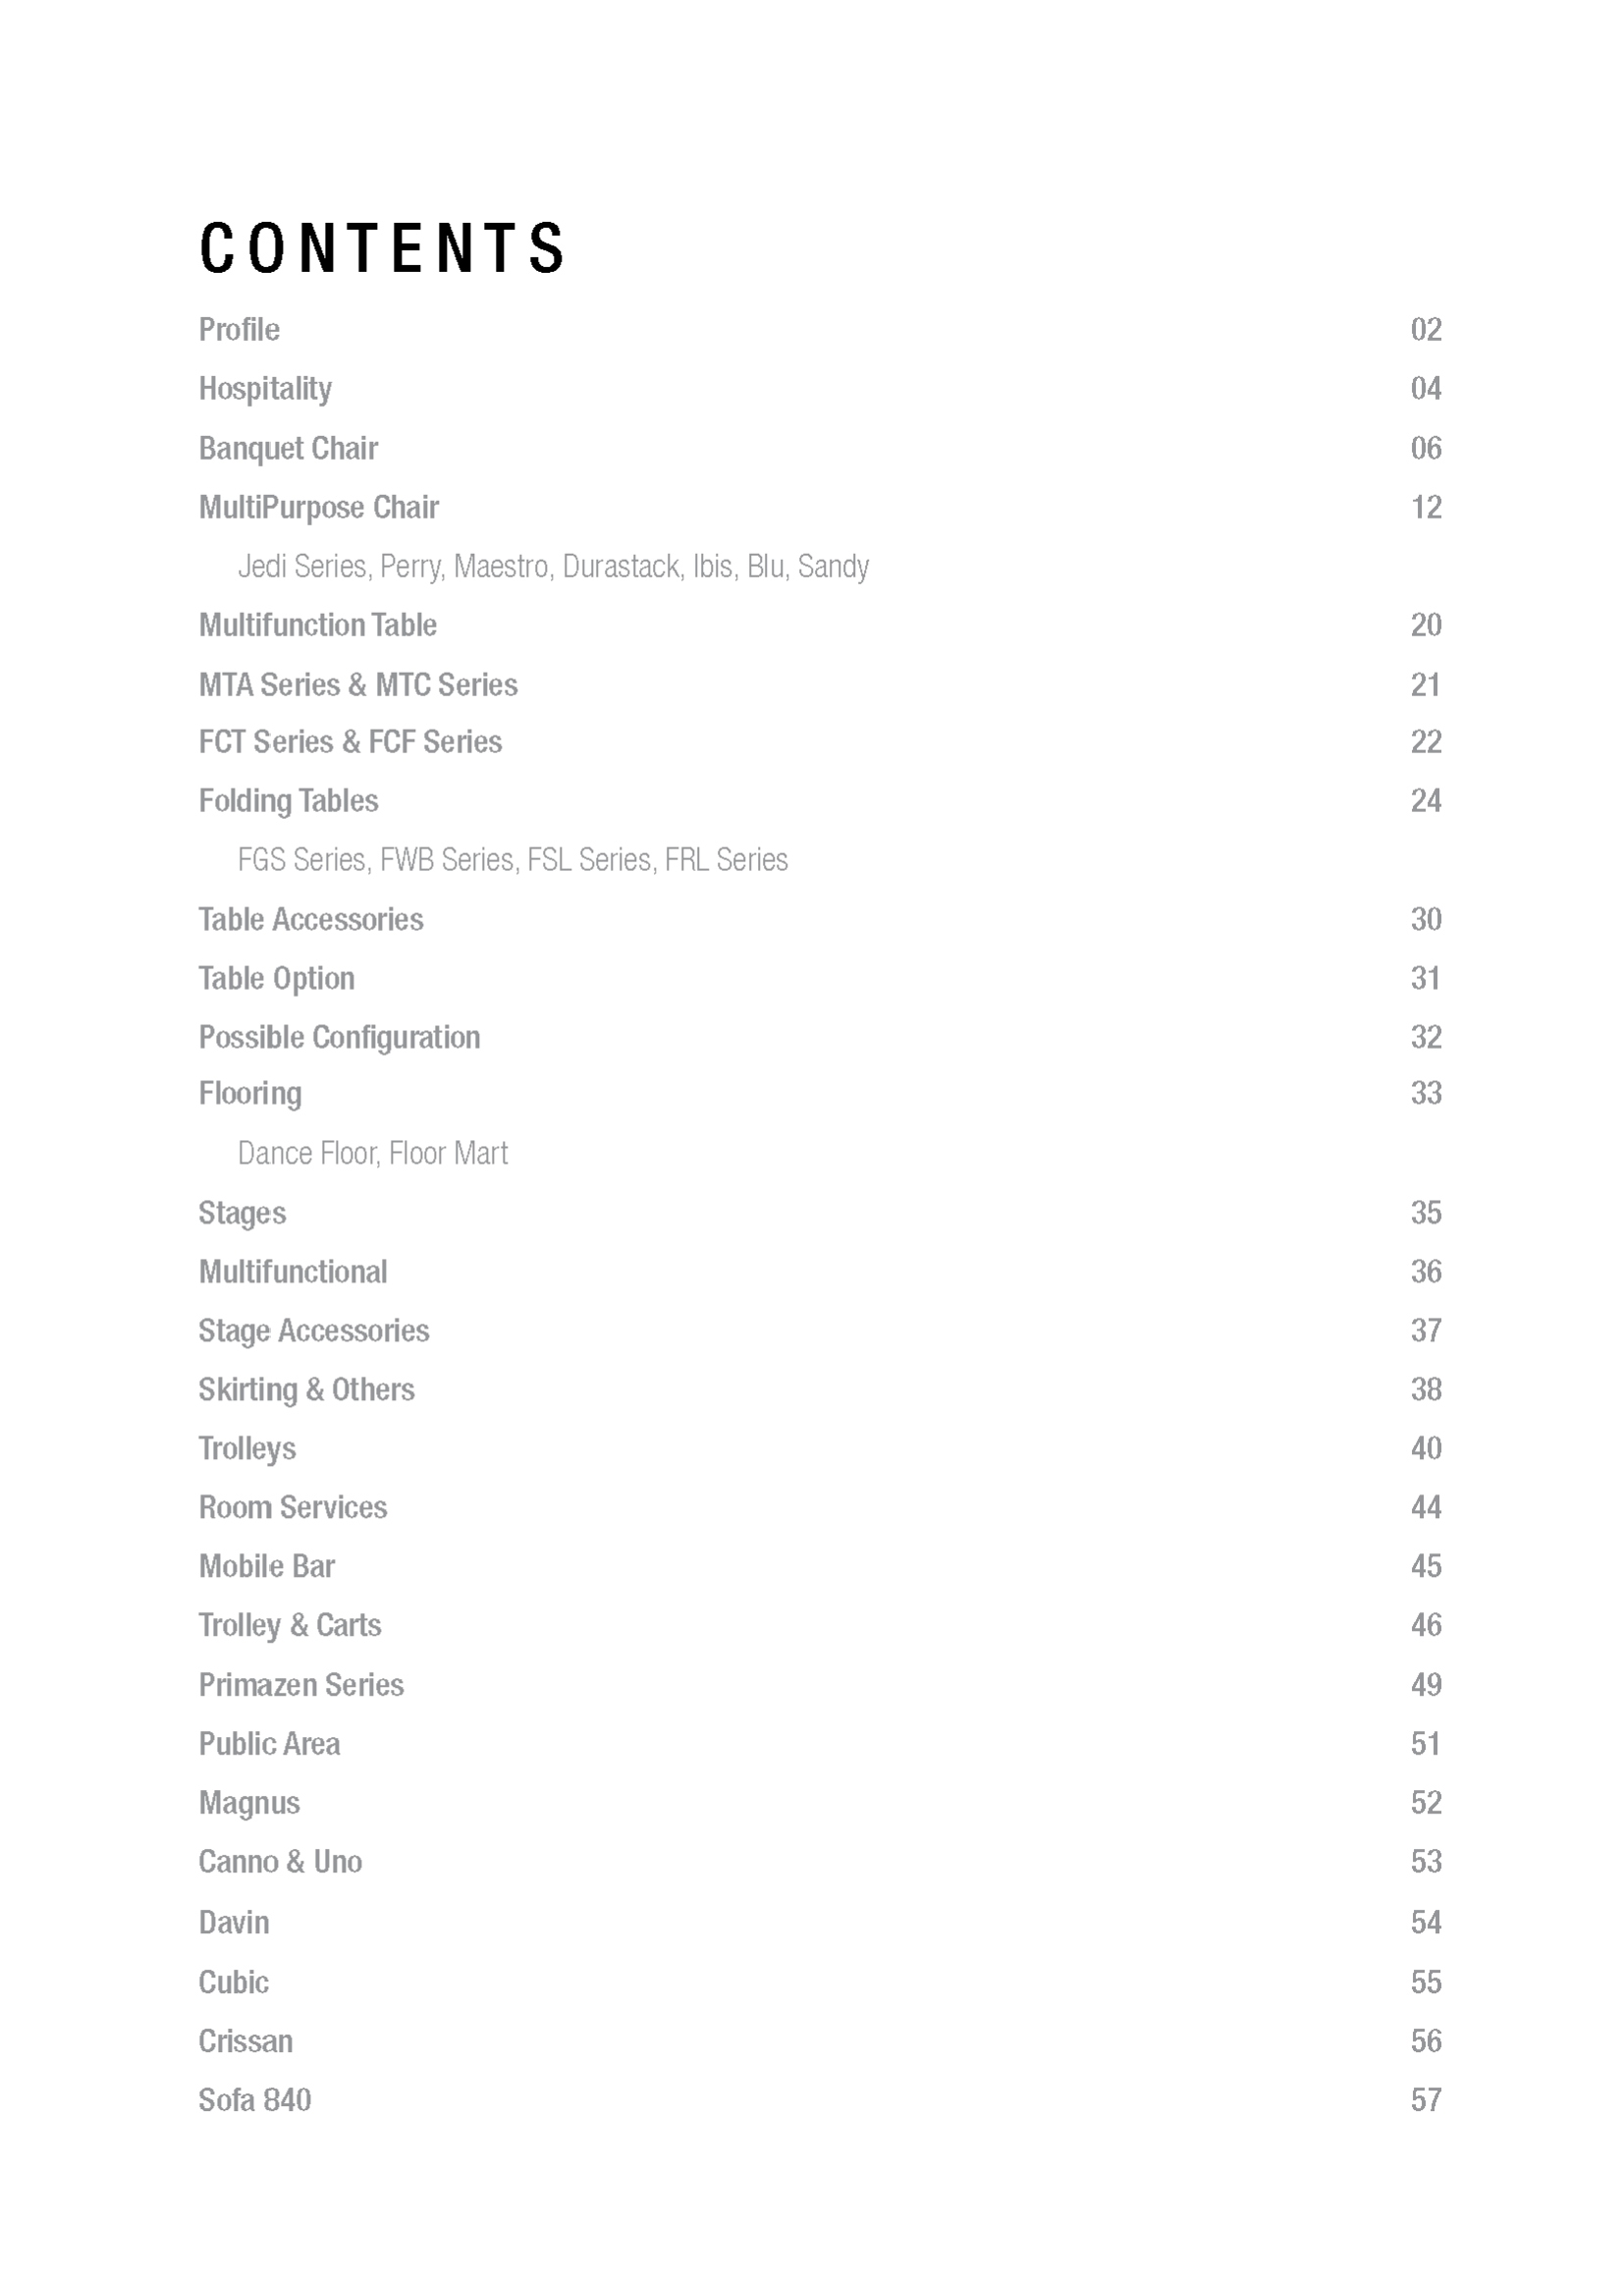 CONTENTS
Profile 02
Hospitality 04
Banquet Chair 06
MultiPurpose Chair 12
Jedi Series, Perry, Maestro, Durastack, Ibis, Blu, Sandy
Multifunction Table 20
MTA Series & MTC Series 21
FCT Series & FCF Series 22
Folding Tables 24
FGS Series, FWB Series, FSL Series, FRL Series
Table Accessories 30
Table Option 31
Possible Configuration 32
Flooring 33
Dance Floor, Floor Mart
Stages 35
Multifunctional 36
Stage Accessories 37
Skirting & Others 38
Trolleys 40
Room Services 44
Mobile Bar 45
Trolley & Carts 46
Primazen Series 49
Public Area 51
Magnus 52
Canno & Uno 53
Davin 54
Cubic 55
Crissan 56
Sofa 840 57